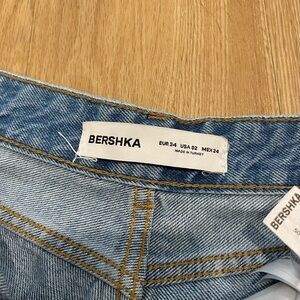 BERSHKA
EUR 34 USA 02 MEX 24
MADE IN TURKEY
BERSHKA